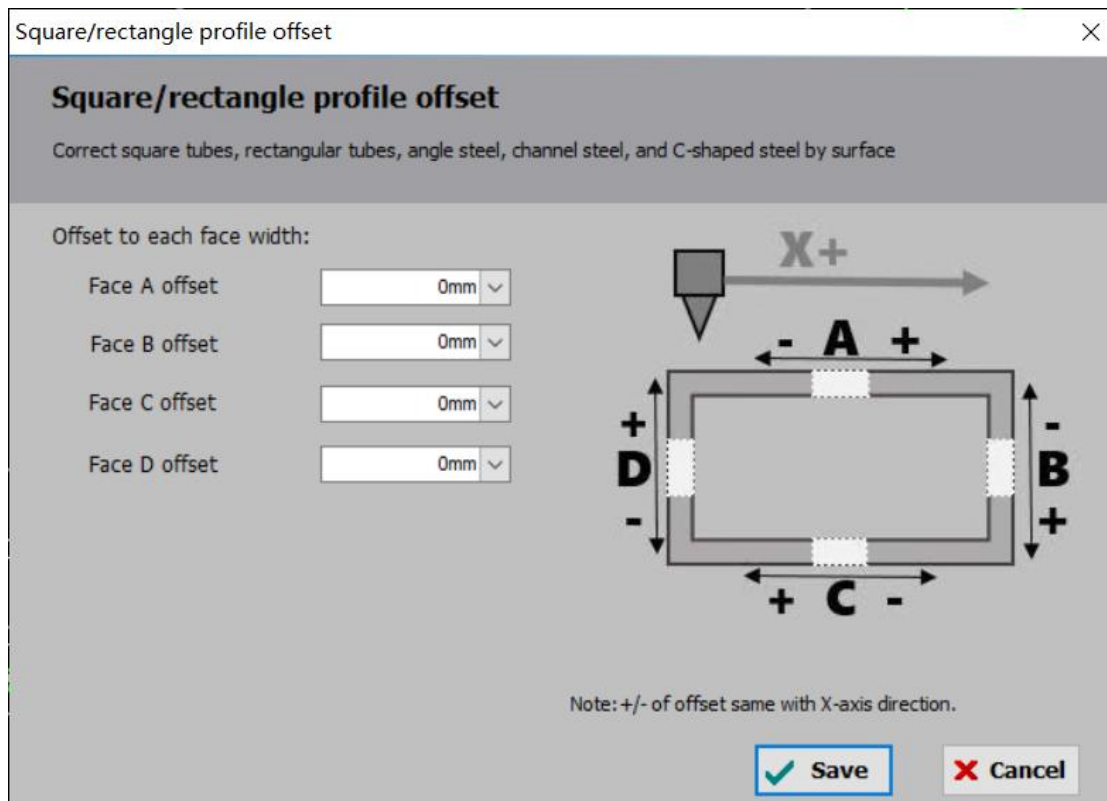 Square/rectangle profile offset
Square/rectangle profile offset
Correct square tubes, rectangular tubes, angle steel, channel steel, and C-shaped steel by surface
Offset to each face width:
Face A offset 0mm
Face B offset 0mm
Face C offset 0mm
Face D offset 0mm
X+
- A +
+ D -
- B +
+ C -
Note: +/- of offset same with X-axis direction.
Save
Cancel